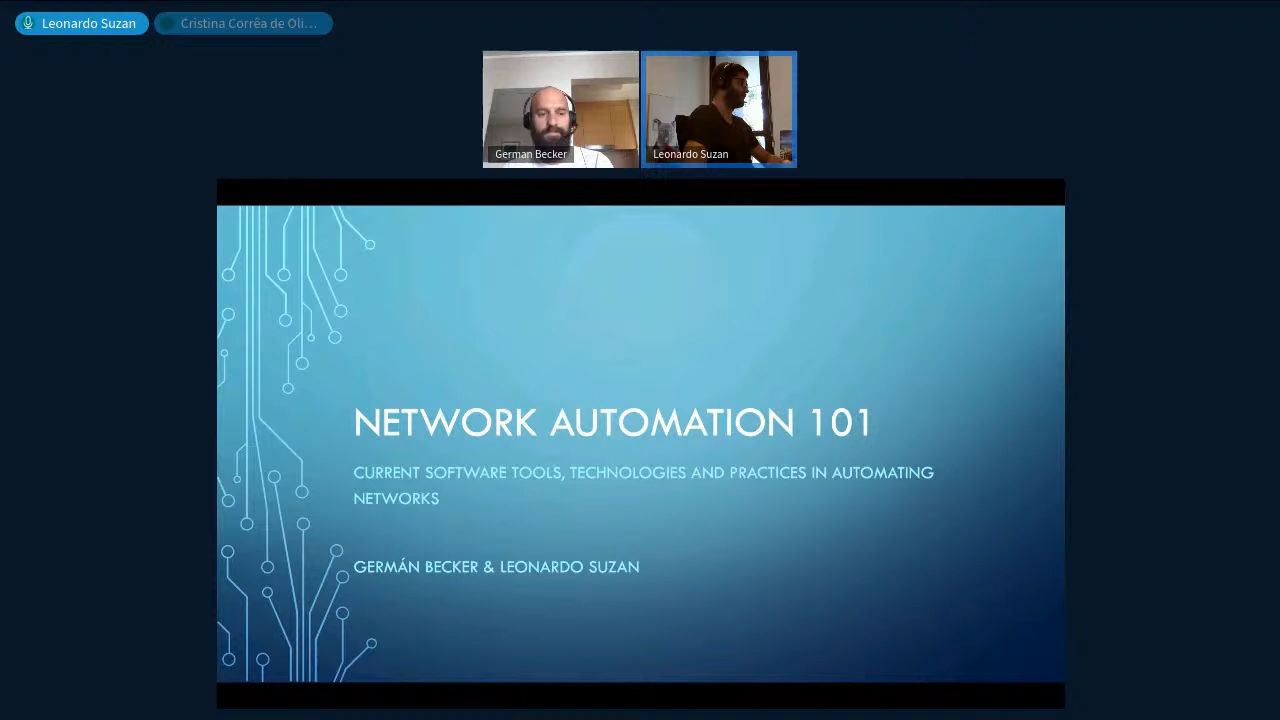 Leonardo Suzan
Cristina Corrêa de Oli...
German Becker
Leonardo Suzan
NETWORK AUTOMATION 101
CURRENT SOFTWARE TOOLS, TECHNOLOGIES AND PRACTICES IN AUTOMATING
NETWORKS
GERMÁN BECKER & LEONARDO SUZAN